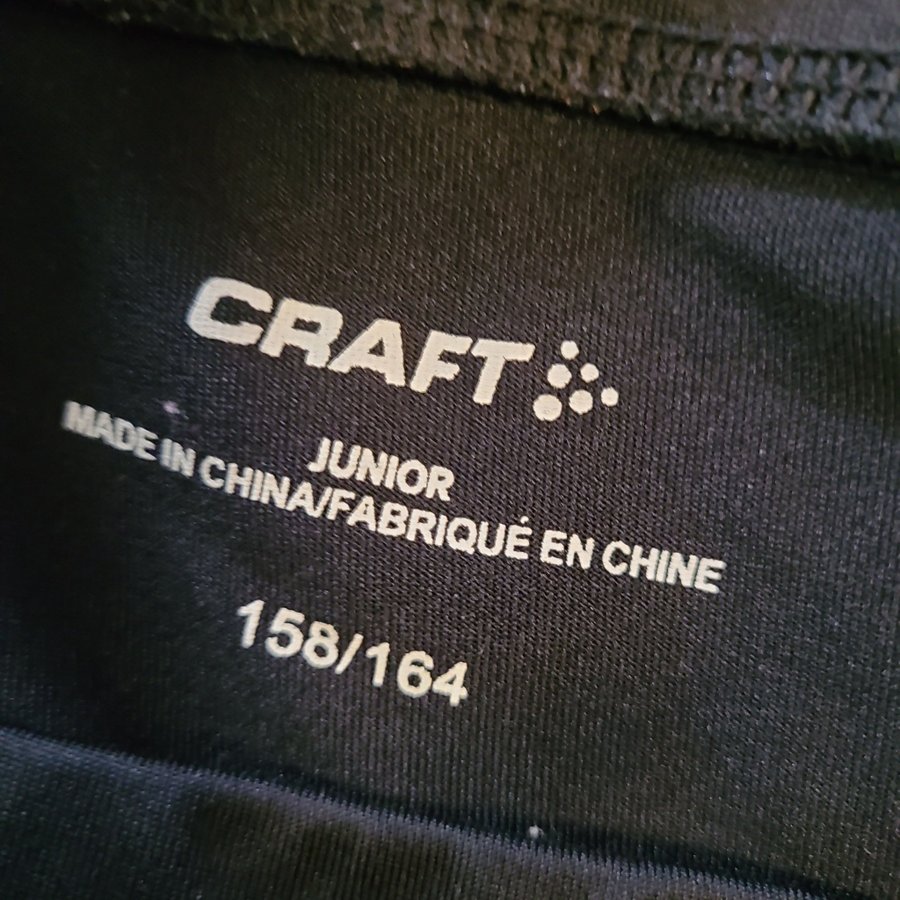 CRAFT
JUNIOR
MADE IN CHINA/FABRIQUÉ EN CHINE
158/164